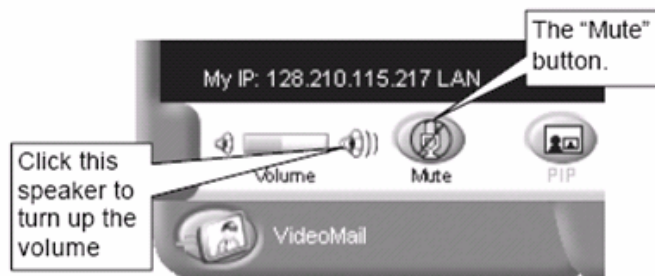 The “Mute”
button.
My IP: 128.210.115.217 LAN
Click this
speaker to
turn up the
volume
Volume
Mute
PIP
VideoMail